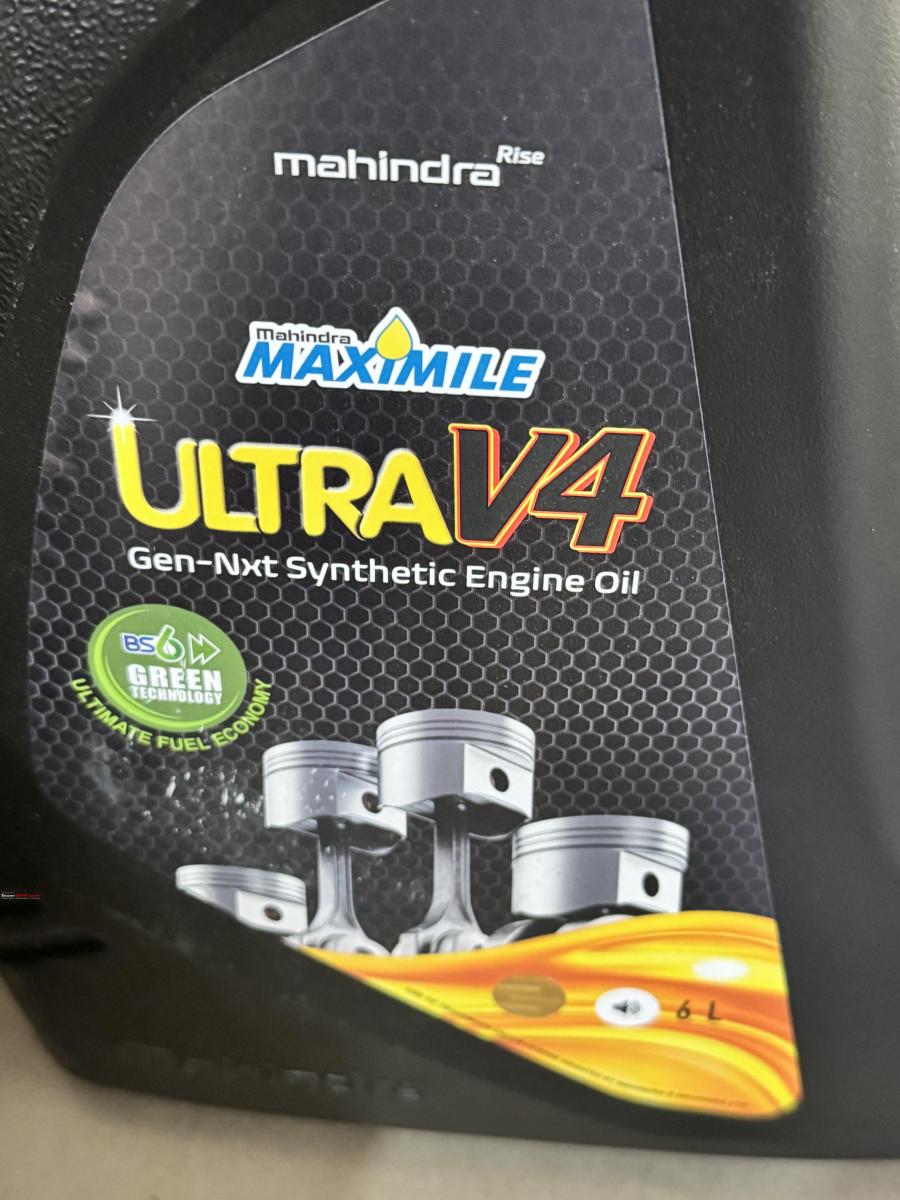 mahindra Rise
Mahindra
MAXIMILE
ULTRA V4
Gen-Nxt Synthetic Engine Oil
BS6
GREEN
TECHNOLOGY
ULTIMATE FUEL ECONOMY
6 L